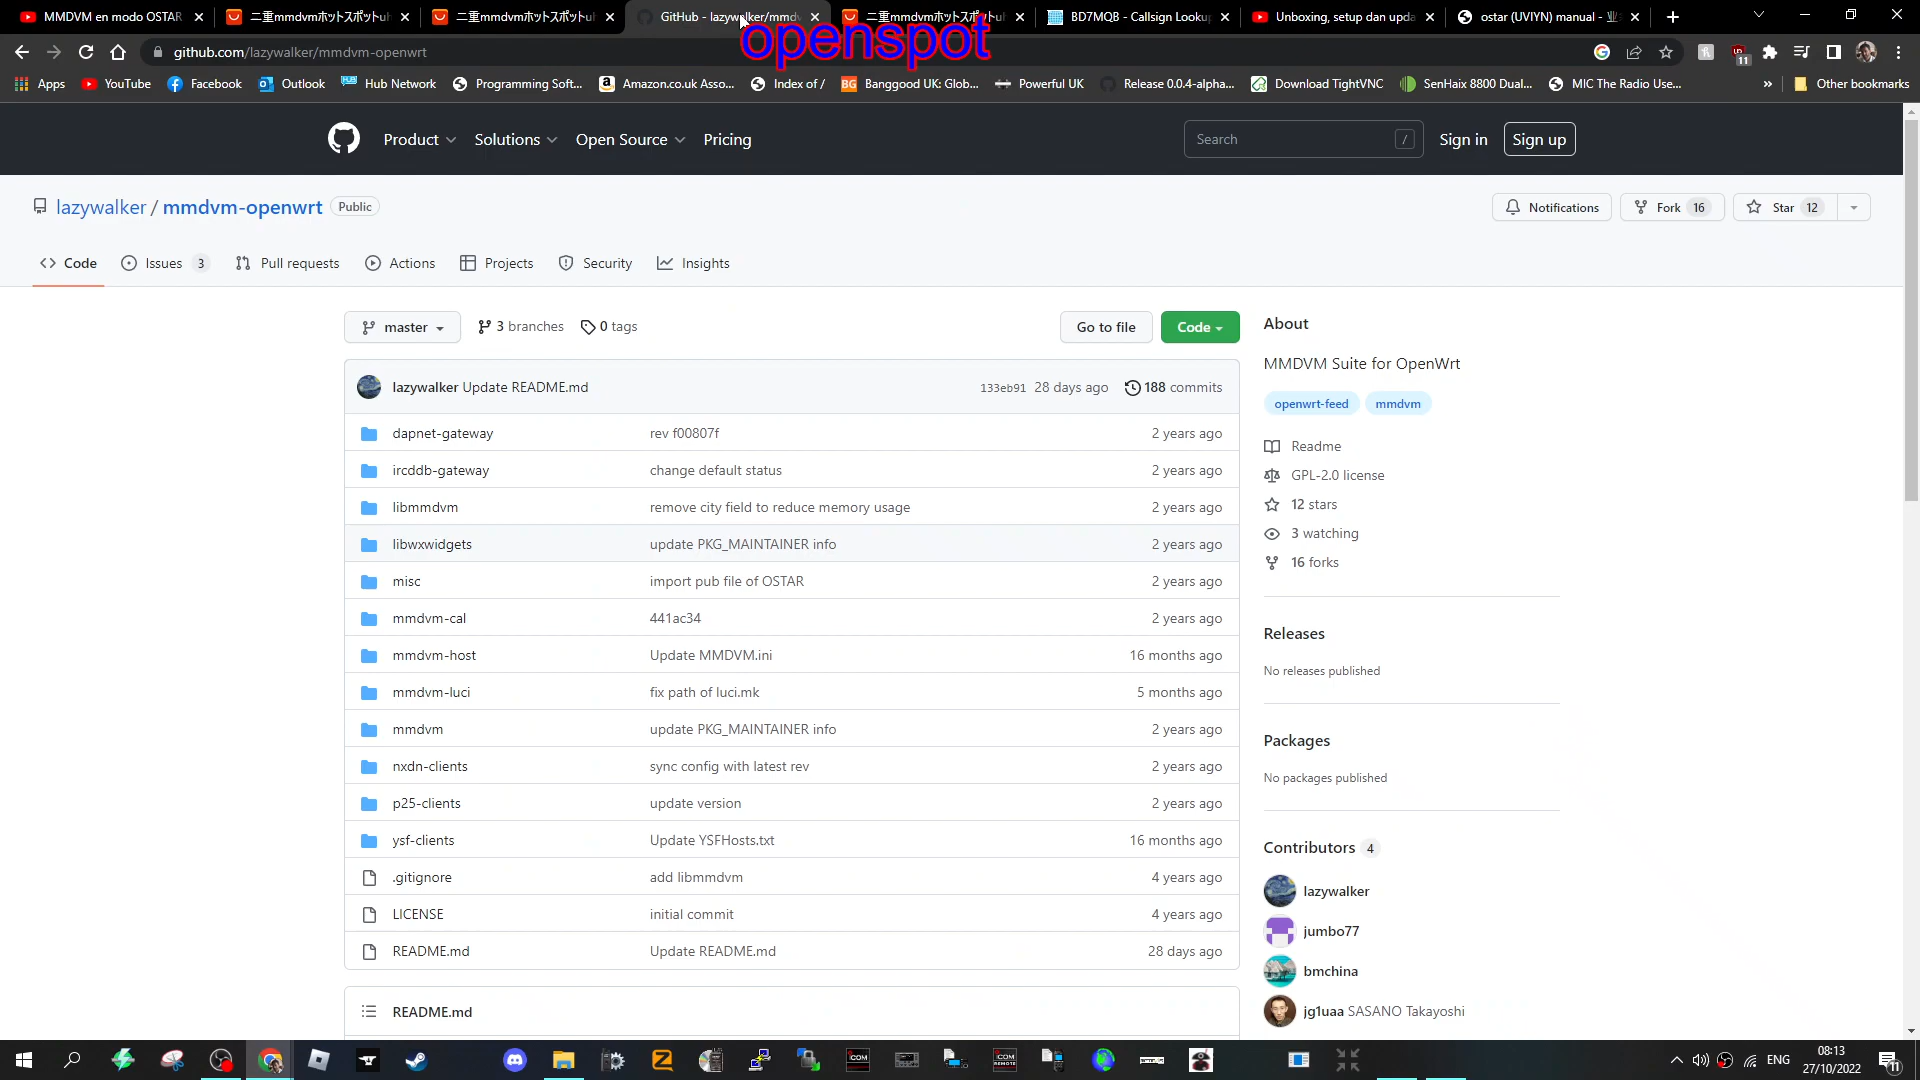 MMDVM en modo OSTAR
二重mmdvmホットスポットuh
二重mmdvmホットスポットuh
GitHub - lazywalker/mmdv
二重mmdvmホットスポットuh
BD7MQB - Callsign Lookup
Unboxing, setup dan upda
ostar (UVIYN) manual - 业
openspot
github.com/lazywalker/mmdvm-openwrt
11
Apps
YouTube
Facebook
Outlook
Hub Network
Programming Soft...
Amazon.co.uk Asso...
Index of /
BG Banggood UK: Glob...
Powerful UK
Release 0.0.4-alpha...
Download TightVNC
SenHaix 8800 Dual...
MIC The Radio Use...
»
Other bookmarks
Product
Solutions
Open Source
Pricing
Search /
Sign in
Sign up
lazywalker / mmdvm-openwrt Public
Notifications
Fork 16
Star 12
Code
Issues 3
Pull requests
Actions
Projects
Security
Insights
master
3 branches
0 tags
Go to file
Code
lazywalker Update README.md 133eb91 28 days ago 188 commits
dapnet-gateway rev f00807f 2 years ago
ircddb-gateway change default status 2 years ago
libmmdvm remove city field to reduce memory usage 2 years ago
libwxwidgets update PKG_MAINTAINER info 2 years ago
misc import pub file of OSTAR 2 years ago
mmdvm-cal 441ac34 2 years ago
mmdvm-host Update MMDVM.ini 16 months ago
mmdvm-luci fix path of luci.mk 5 months ago
mmdvm update PKG_MAINTAINER info 2 years ago
nxdn-clients sync config with latest rev 2 years ago
p25-clients update version 2 years ago
ysf-clients Update YSFHosts.txt 16 months ago
.gitignore add libmmdvm 4 years ago
LICENSE initial commit 4 years ago
README.md Update README.md 28 days ago
README.md
About
MMDVM Suite for OpenWrt
openwrt-feed mmdvm
Readme
GPL-2.0 license
12 stars
3 watching
16 forks
Releases
No releases published
Packages
No packages published
Contributors 4
lazywalker
jumbo77
bmchina
jg1uaa SASANO Takayoshi
ENG
08:13
27/10/2022
11